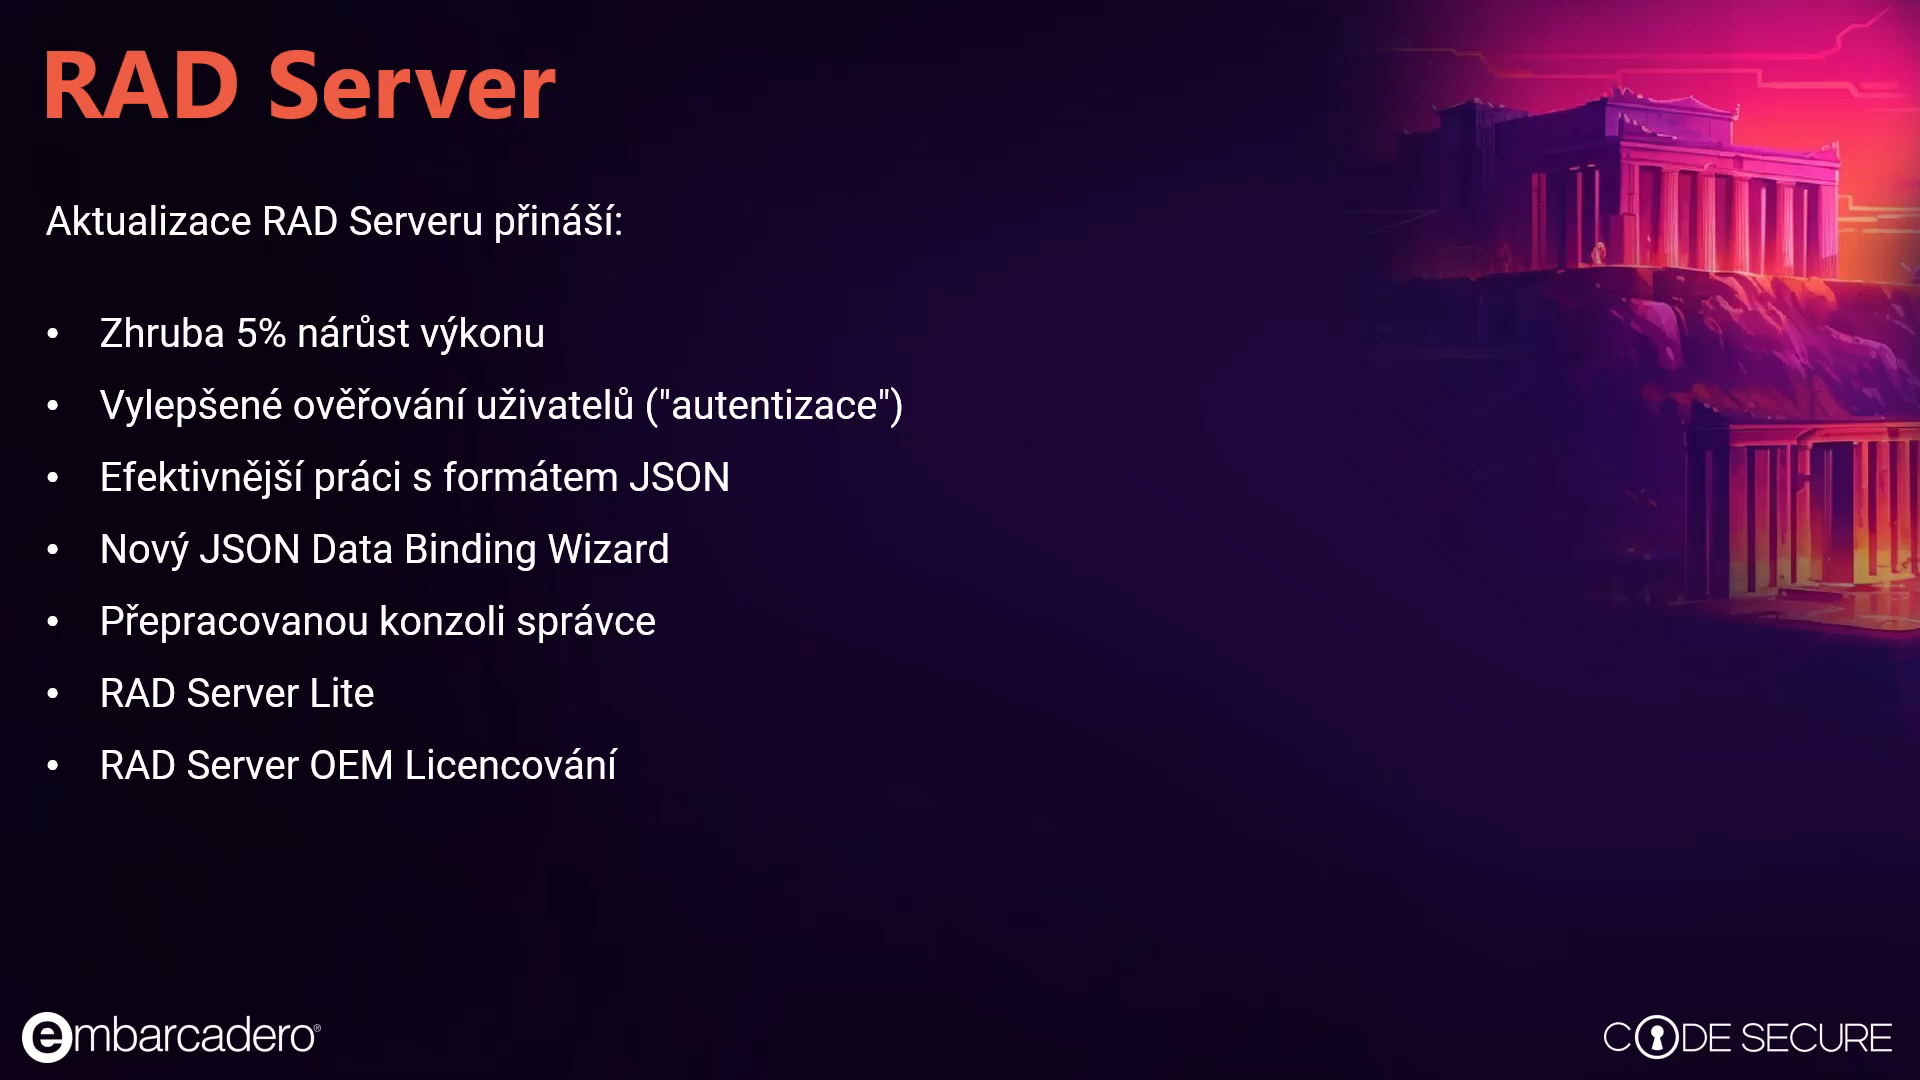 RAD Server
Aktualizace RAD Serveru přináší:
• Zhruba 5% nárůst výkonu
• Vylepšené ověřování uživatelů ("autentizace")
• Efektivnější práci s formátem JSON
• Nový JSON Data Binding Wizard
• Přepracovanou konzoli správce
• RAD Server Lite
• RAD Server OEM Licencování
embarcadero®
CODE SECURE